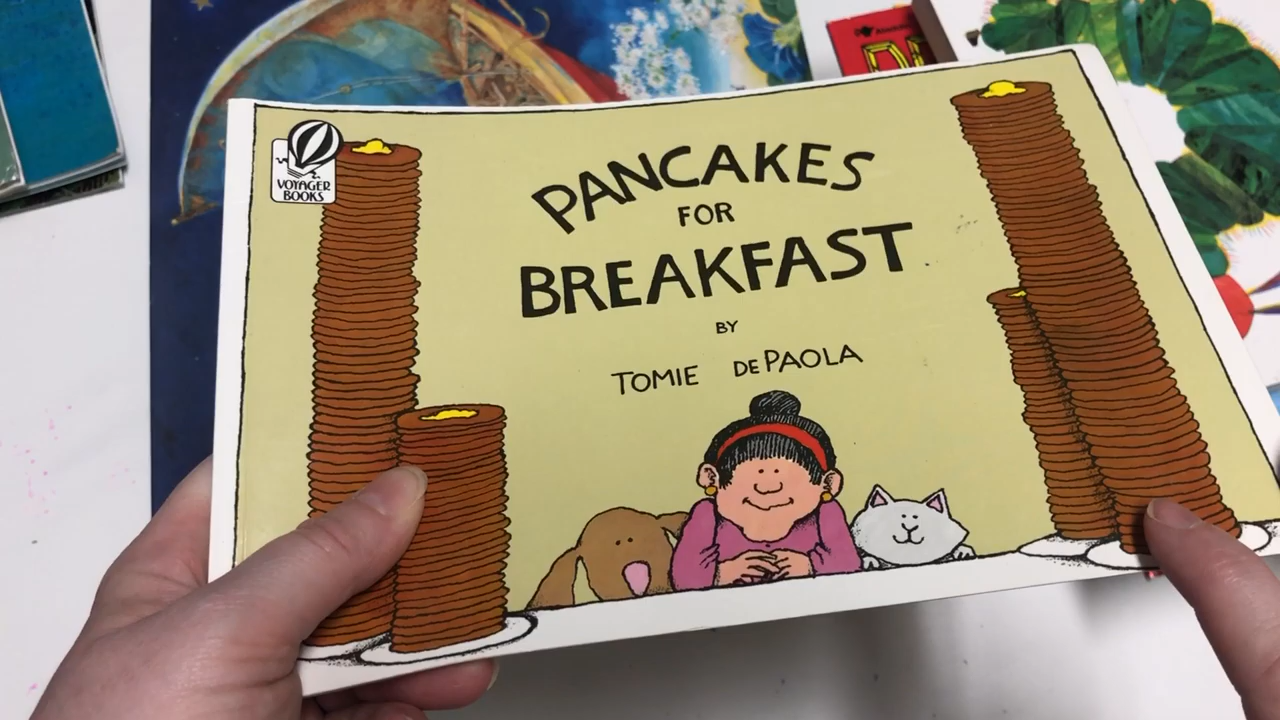 VOYAGER
BOOKS
PANCAKES
FOR
BREAKFAST
BY
TOMIE DEPAOLA